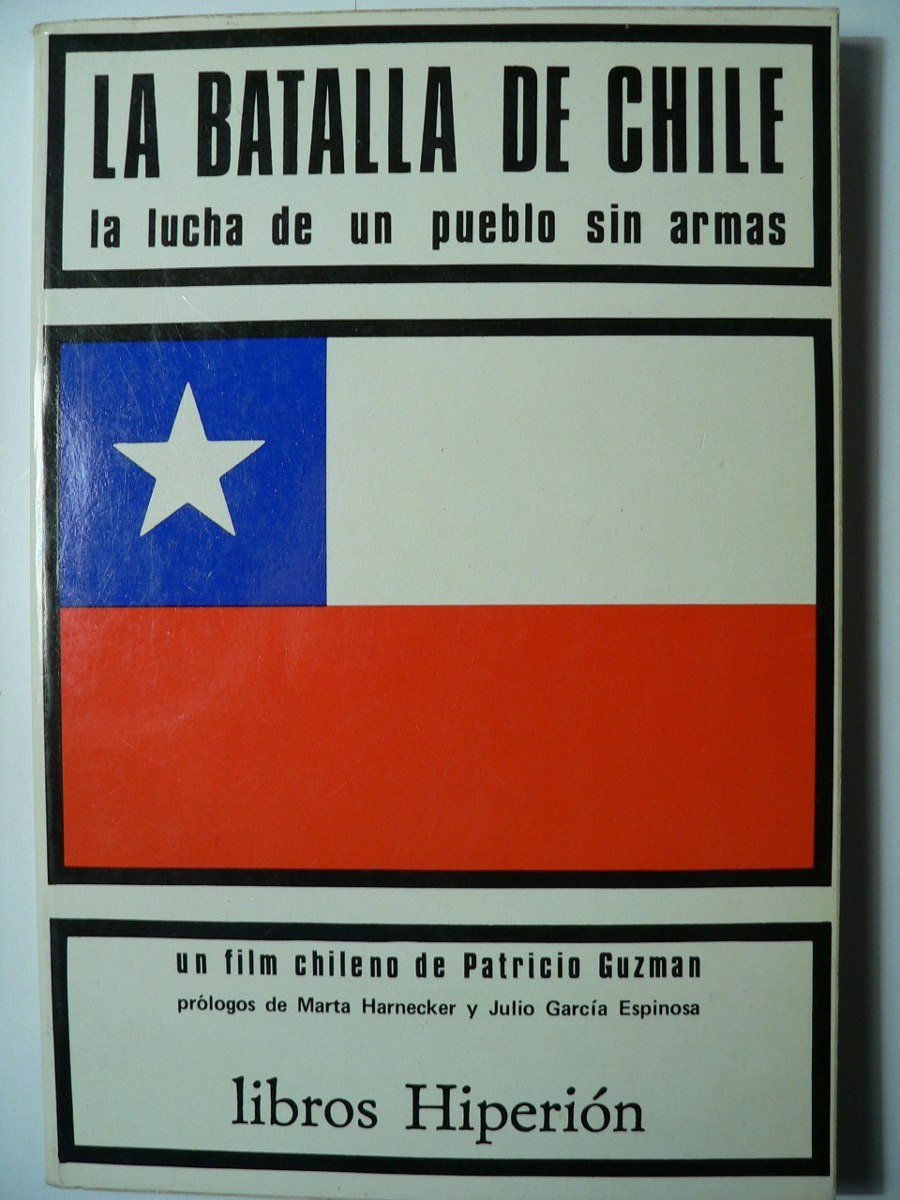 LA BATALLA DE CHILE
la lucha de un pueblo sin armas
un film chileno de Patricio Guzman
prólogos de Marta Harnecker y Julio García Espinosa
libros Hiperión